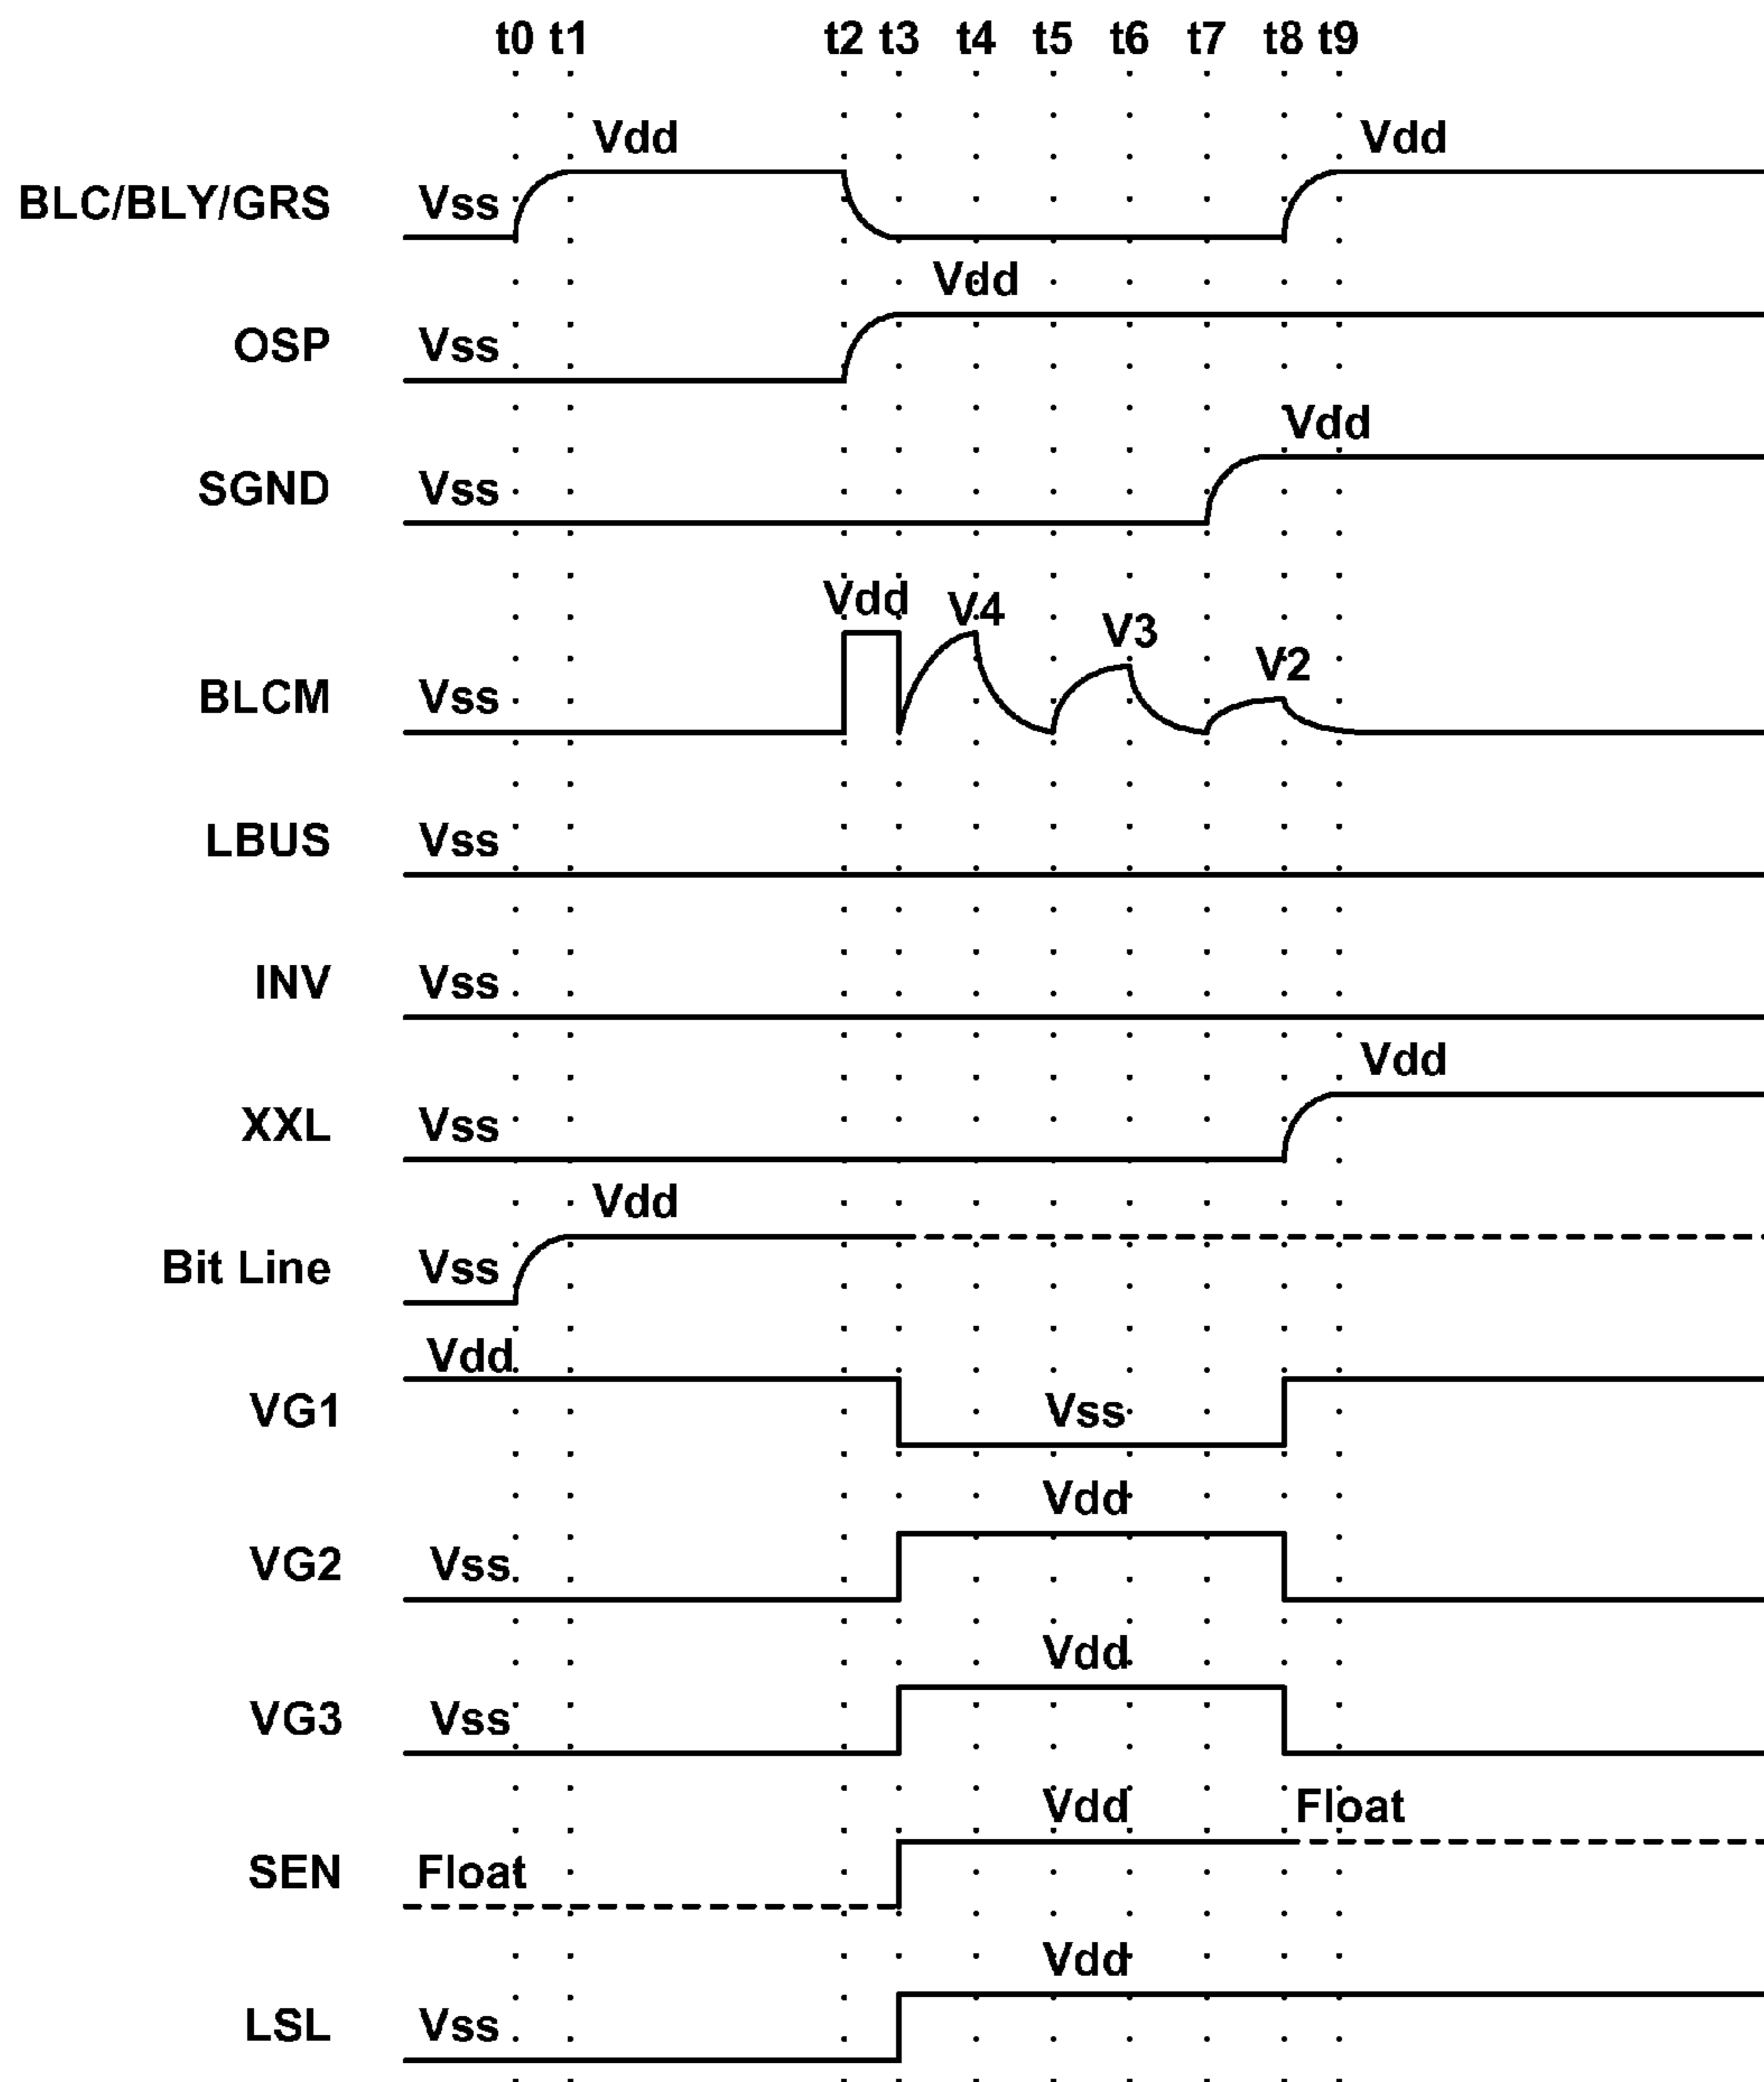 t0 t1 t2 t3 t4 t5 t6 t7 t8 t9
Vdd Vdd
BLC/BLY/GRS Vss
Vdd
OSP Vss
Vdd
SGND Vss
Vdd V4 V3 V2
BLCM Vss
LBUS Vss
INV Vss
Vdd
XXL Vss
Vdd
Bit Line Vss
Vdd
VG1 Vss
Vdd
VG2 Vss
Vdd
VG3 Vss
Vdd Float
SEN Float
Vdd
LSL Vss